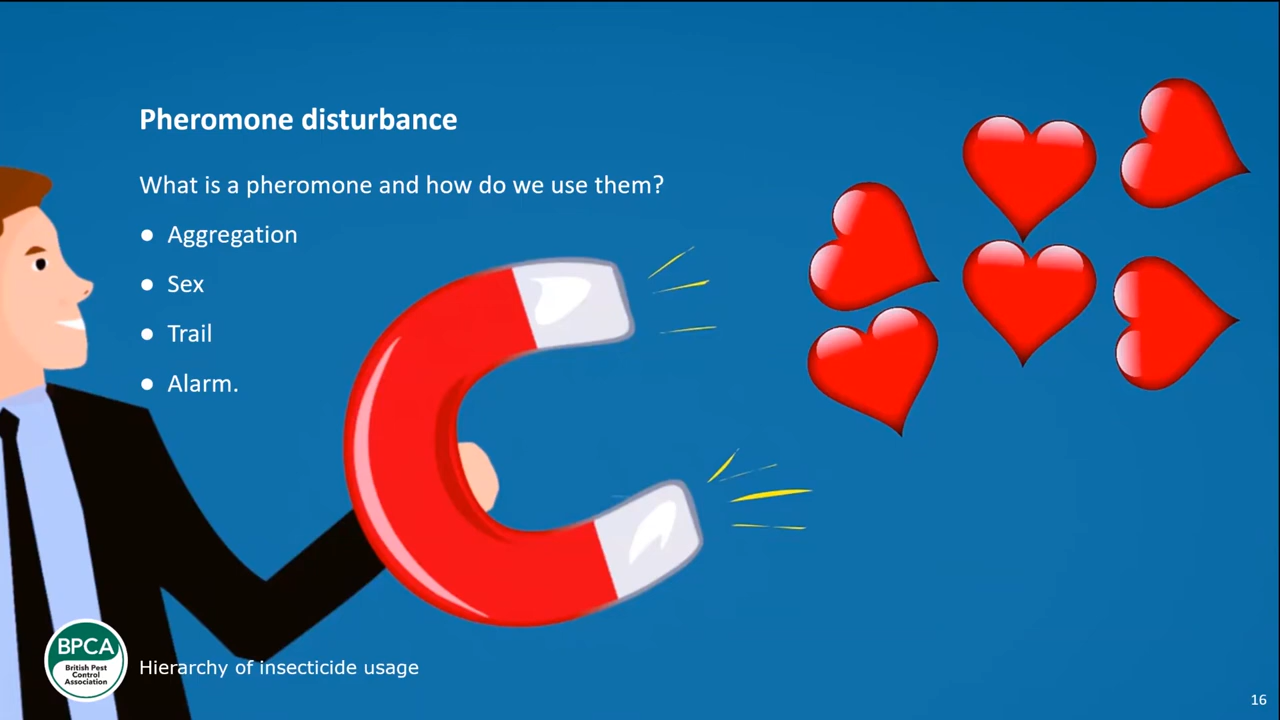 Pheromone disturbance
What is a pheromone and how do we use them?
● Aggregation
● Sex
● Trail
● Alarm.
BPCA
British Pest
Control
Association
Hierarchy of insecticide usage
16